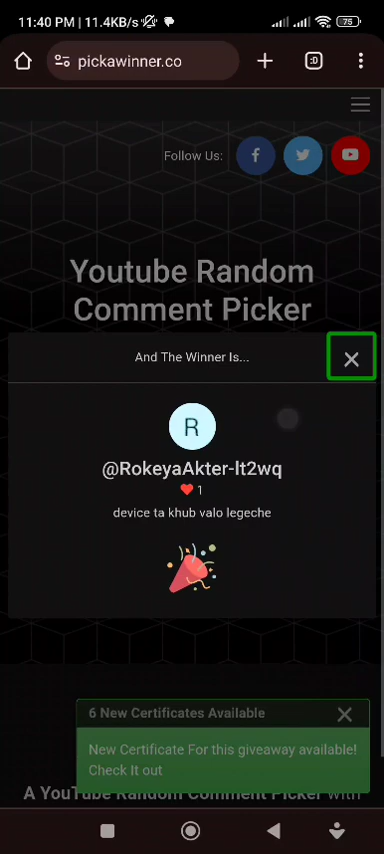 11:40 PM | 11.4KB/s
75
pickawinner.co
:D
Follow Us:
Youtube Random
Comment Picker
And The Winner Is...
R
@RokeyaAkter-lt2wq
1
device ta khub valo legeche
6 New Certificates Available
New Certificate For this giveaway available!
Check It out
A YouTube Random Comment Picker with